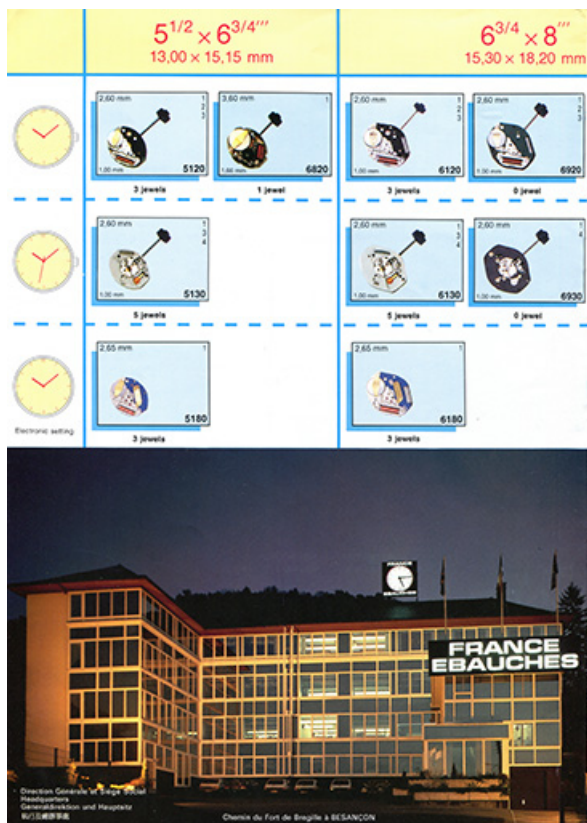 5 1/2 × 6 3/4'''
13,00 × 15,15 mm
6 3/4 × 8'''
15,30 × 18,20 mm
2,60 mm
1
2
3
1,00 mm
5120
3 jewels
3,60 mm
1
6820
1 jewel
2,60 mm
1
2
3
1,00 mm
6120
3 jewels
2,60 mm
1
2
3
1,00 mm
6920
0 jewel
2,60 mm
1
3
4
1,00 mm
5130
5 jewels
2,60 mm
1
3
4
1,00 mm
6130
5 jewels
2,60 mm
1
4
1,00 mm
6930
0 jewel
2,65 mm
1
5180
3 jewels
2,65 mm
1
6180
3 jewels
Electronic setting
FRANCE
EBAUCHES
FRANCE
EBAUCHES
Direction Générale et Siège Social
Headquarters
Generaldirektion und Hauptsitz
Chemin du Fort de Bregille à BESANÇON